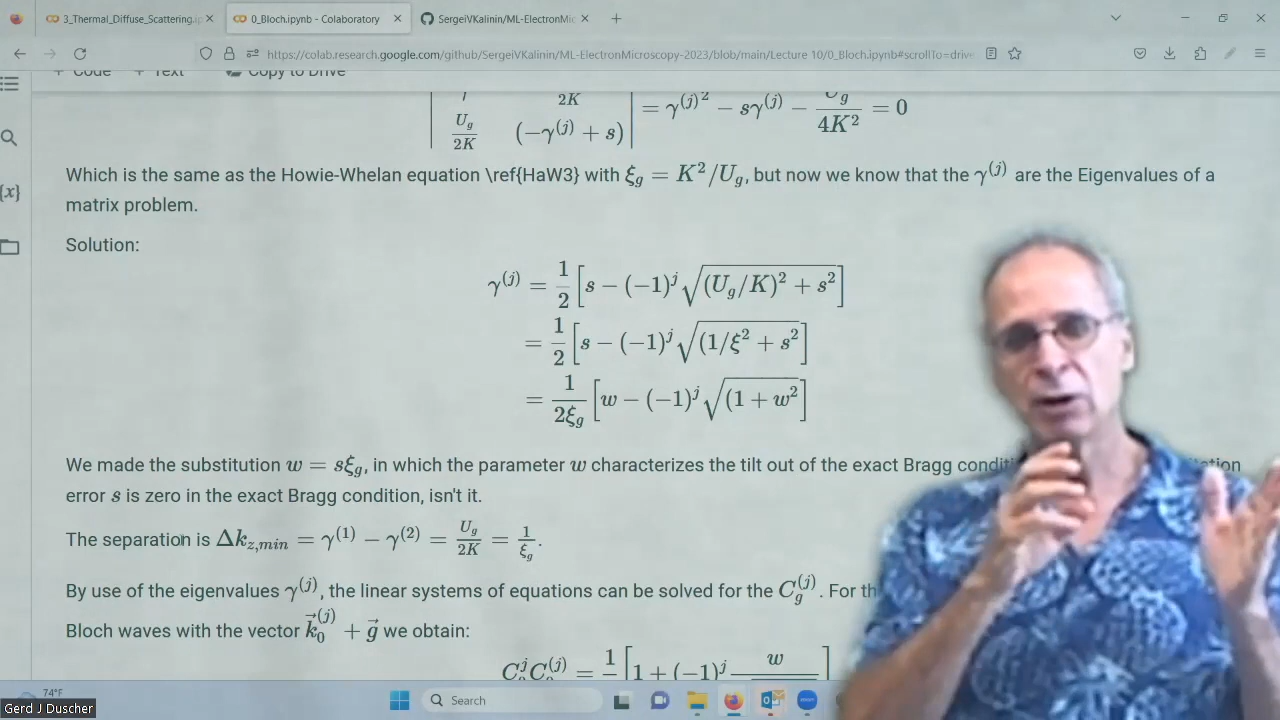 3_Thermal_Diffuse_Scattering.ip
0_Bloch.ipynb - Colaboratory
SergeiVKalinin/ML-ElectronMic
https://colab.research.google.com/github/SergeiVKalinin/ML-ElectronMicroscopy-2023/blob/main/Lecture 10/0_Bloch.ipynb#scrollTo=drive
+ Code + Text Copy to Drive
| 2K | = γ^(j)^2 − sγ^(j) − U_g/4K^2 = 0
U_g/2K (−γ^(j) + s)
Which is the same as the Howie-Whelan equation \ref{HaW3} with ξ_g = K^2/U_g, but now we know that the γ^(j) are the Eigenvalues of a
matrix problem.
Solution:
γ^(j) = 1/2 [s − (−1)^j √((U_g/K)^2 + s^2)]
= 1/2 [s − (−1)^j √(1/ξ^2 + s^2]
= 1/2ξ_g [w − (−1)^j √(1 + w^2]
We made the substitution w = sξ_g, in which the parameter w characterizes the tilt out of the exact Bragg
error s is zero in the exact Bragg condition, isn't it.
The separation is Δk_z,min = γ^(1) − γ^(2) = U_g/2K = 1/ξ_g.
By use of the eigenvalues γ^(j), the linear systems of equations can be solved for the C_g^(j). For
Bloch waves with the vector k⃗_0^(j) + g⃗ we obtain:
= 1/2 [1 + (−1)^j w
74°F
Search
Gerd J Duscher